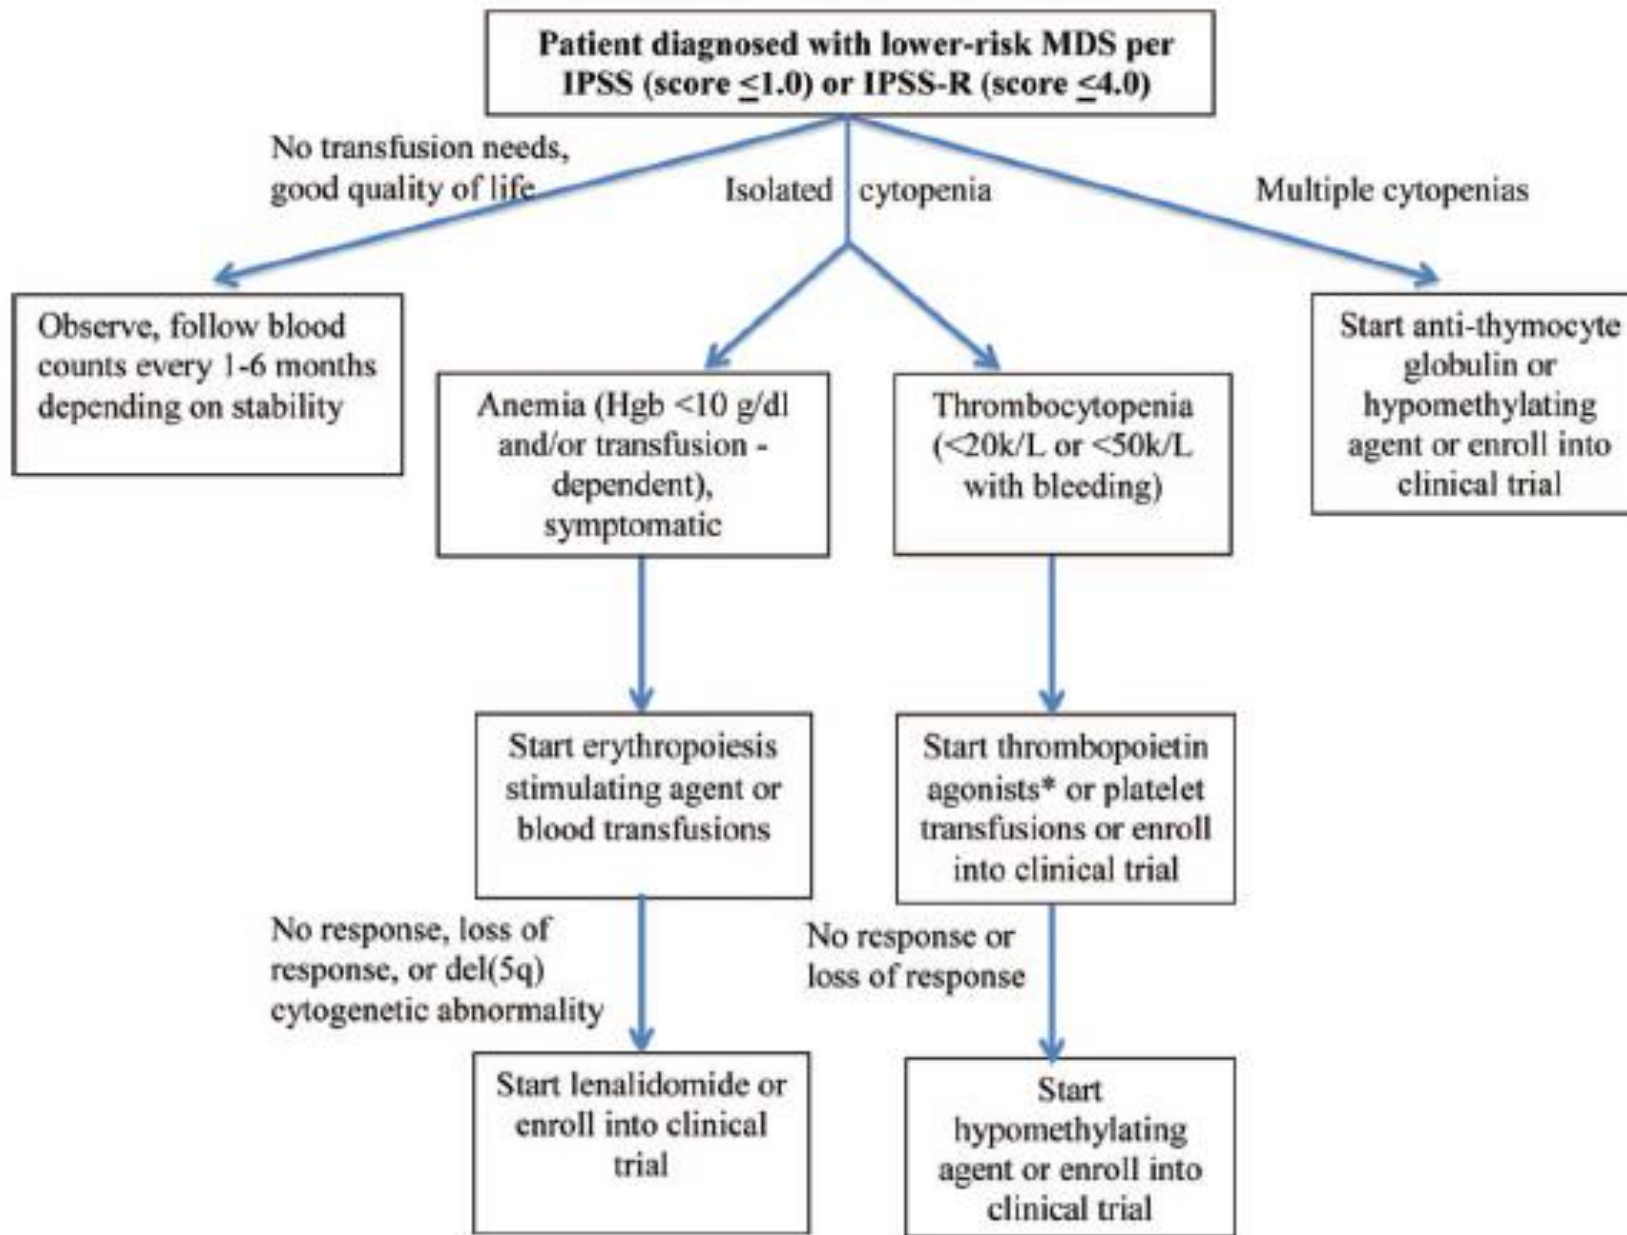 Patient diagnosed with lower-risk MDS per
IPSS (score ≤1.0) or IPSS-R (score ≤4.0)
No transfusion needs,
good quality of life
Isolated cytopenia
Multiple cytopenias
Observe, follow blood
counts every 1-6 months
depending on stability
Anemia (Hgb <10 g/dl
and/or transfusion -
dependent),
symptomatic
Thrombocytopenia
(<20k/L or <50k/L
with bleeding)
Start anti-thymocyte
globulin or
hypomethylating
agent or enroll into
clinical trial
Start erythropoiesis
stimulating agent or
blood transfusions
Start thrombopoietin
agonists* or platelet
transfusions or enroll
into clinical trial
No response, loss of
response, or del(5q)
cytogenetic abnormality
No response or
loss of response
Start lenalidomide or
enroll into clinical
trial
Start
hypomethylating
agent or enroll into
clinical trial